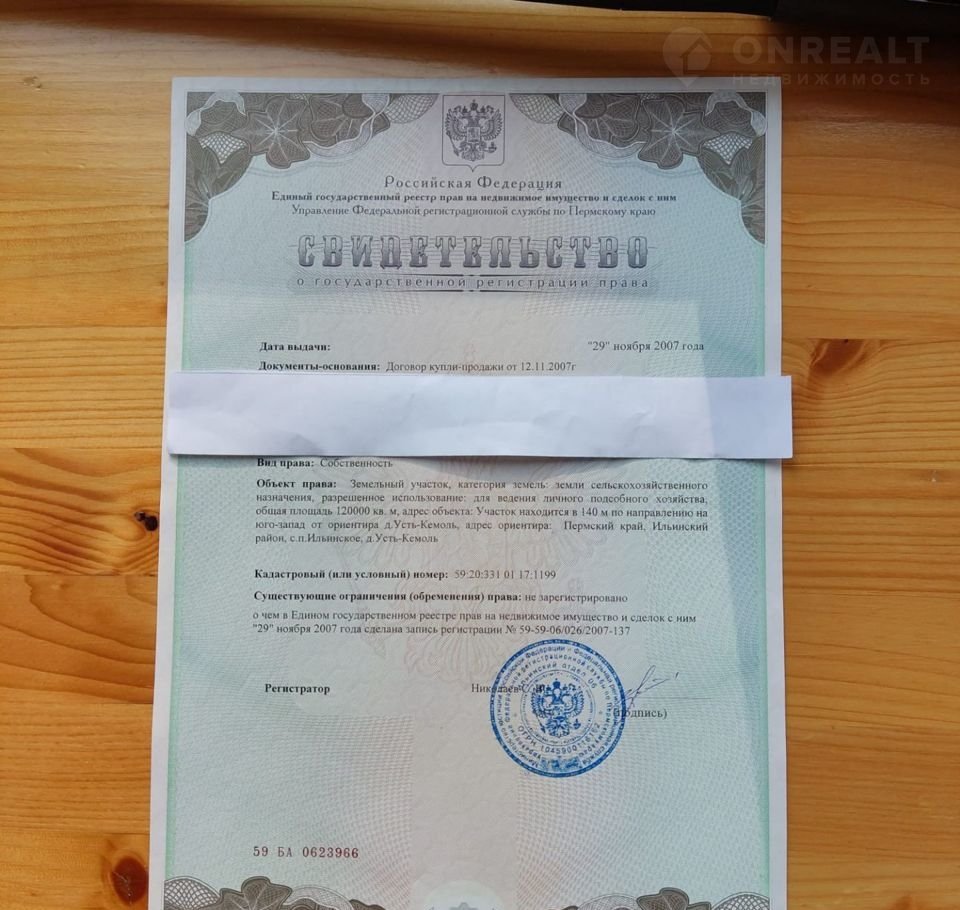 ONREALT
НЕДВИЖИМОСТЬ
Российская Федерация
Единый государственный реестр прав на недвижимое имущество и сделок с ним
Управление Федеральной регистрационной службы по Пермскому краю
СВИДЕТЕЛЬСТВО
о государственной регистрации права
Дата выдачи: "29" ноября 2007 года
Документы-основания: Договор купли-продажи от 12.11.2007г
Вид права: Собственность
Объект права: Земельный участок, категория земель: земли сельскохозяйственного
назначения, разрешенное использование: для ведения личного подсобного хозяйства,
общая площадь 120000 кв. м, адрес объекта: Участок находится в 140 м по направлению на
юго-запад от ориентира д.Усть-Кемоль, адрес ориентира: Пермский край, Ильинский
район, с.п.Ильинское, д.Усть-Кемоль
Кадастровый (или условный) номер: 59:20:331 01 17:1199
Существующие ограничения (обременения) права: не зарегистрировано
о чем в Едином государственном реестре прав на недвижимое имущество и сделок с ним
"29" ноября 2007 года сделана запись регистрации № 59-59-06/026/2007-137
Регистратор Николаев
(подпись)
59 БА 0623966